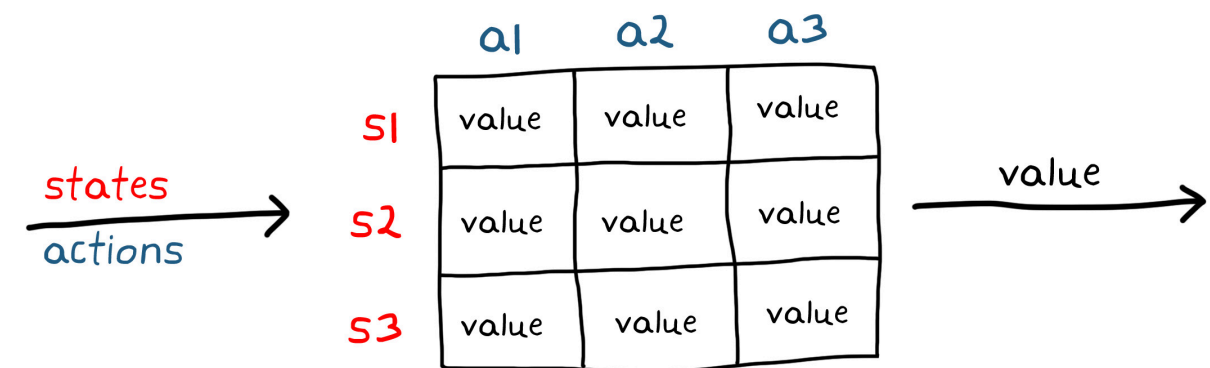 a1 a2 a3
s1 value value value
states
actions
s2 value value value
value
s3 value value value